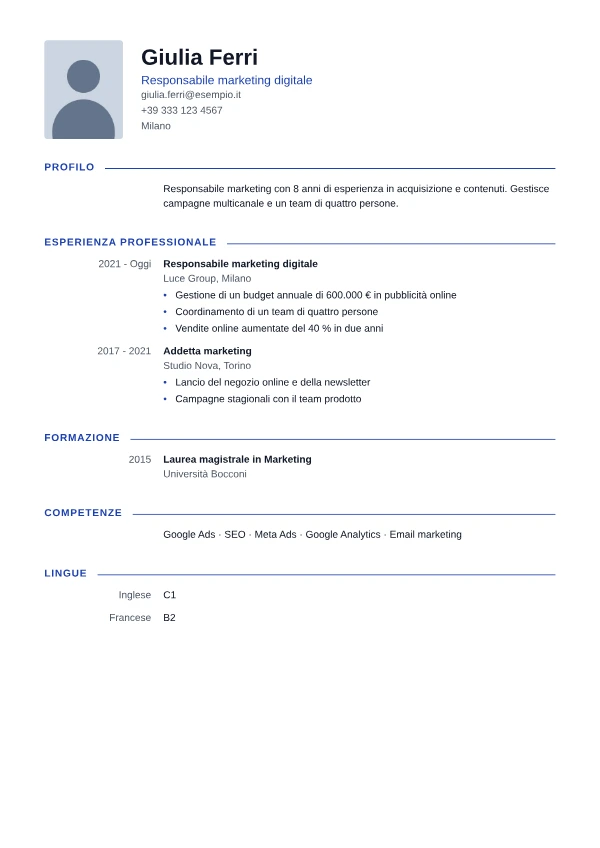 Giulia Ferri
Responsabile marketing digitale
giulia.ferri@esempio.it
+39 333 123 4567
Milano
PROFILO
Responsabile marketing con 8 anni di esperienza in acquisizione e contenuti. Gestisce
campagne multicanale e un team di quattro persone.
ESPERIENZA PROFESSIONALE
2021 - Oggi Responsabile marketing digitale
Luce Group, Milano
• Gestione di un budget annuale di 600.000 € in pubblicità online
• Coordinamento di un team di quattro persone
• Vendite online aumentate del 40 % in due anni
2017 - 2021 Addetta marketing
Studio Nova, Torino
• Lancio del negozio online e della newsletter
• Campagne stagionali con il team prodotto
FORMAZIONE
2015 Laurea magistrale in Marketing
Università Bocconi
COMPETENZE
Google Ads · SEO · Meta Ads · Google Analytics · Email marketing
LINGUE
Inglese C1
Francese B2